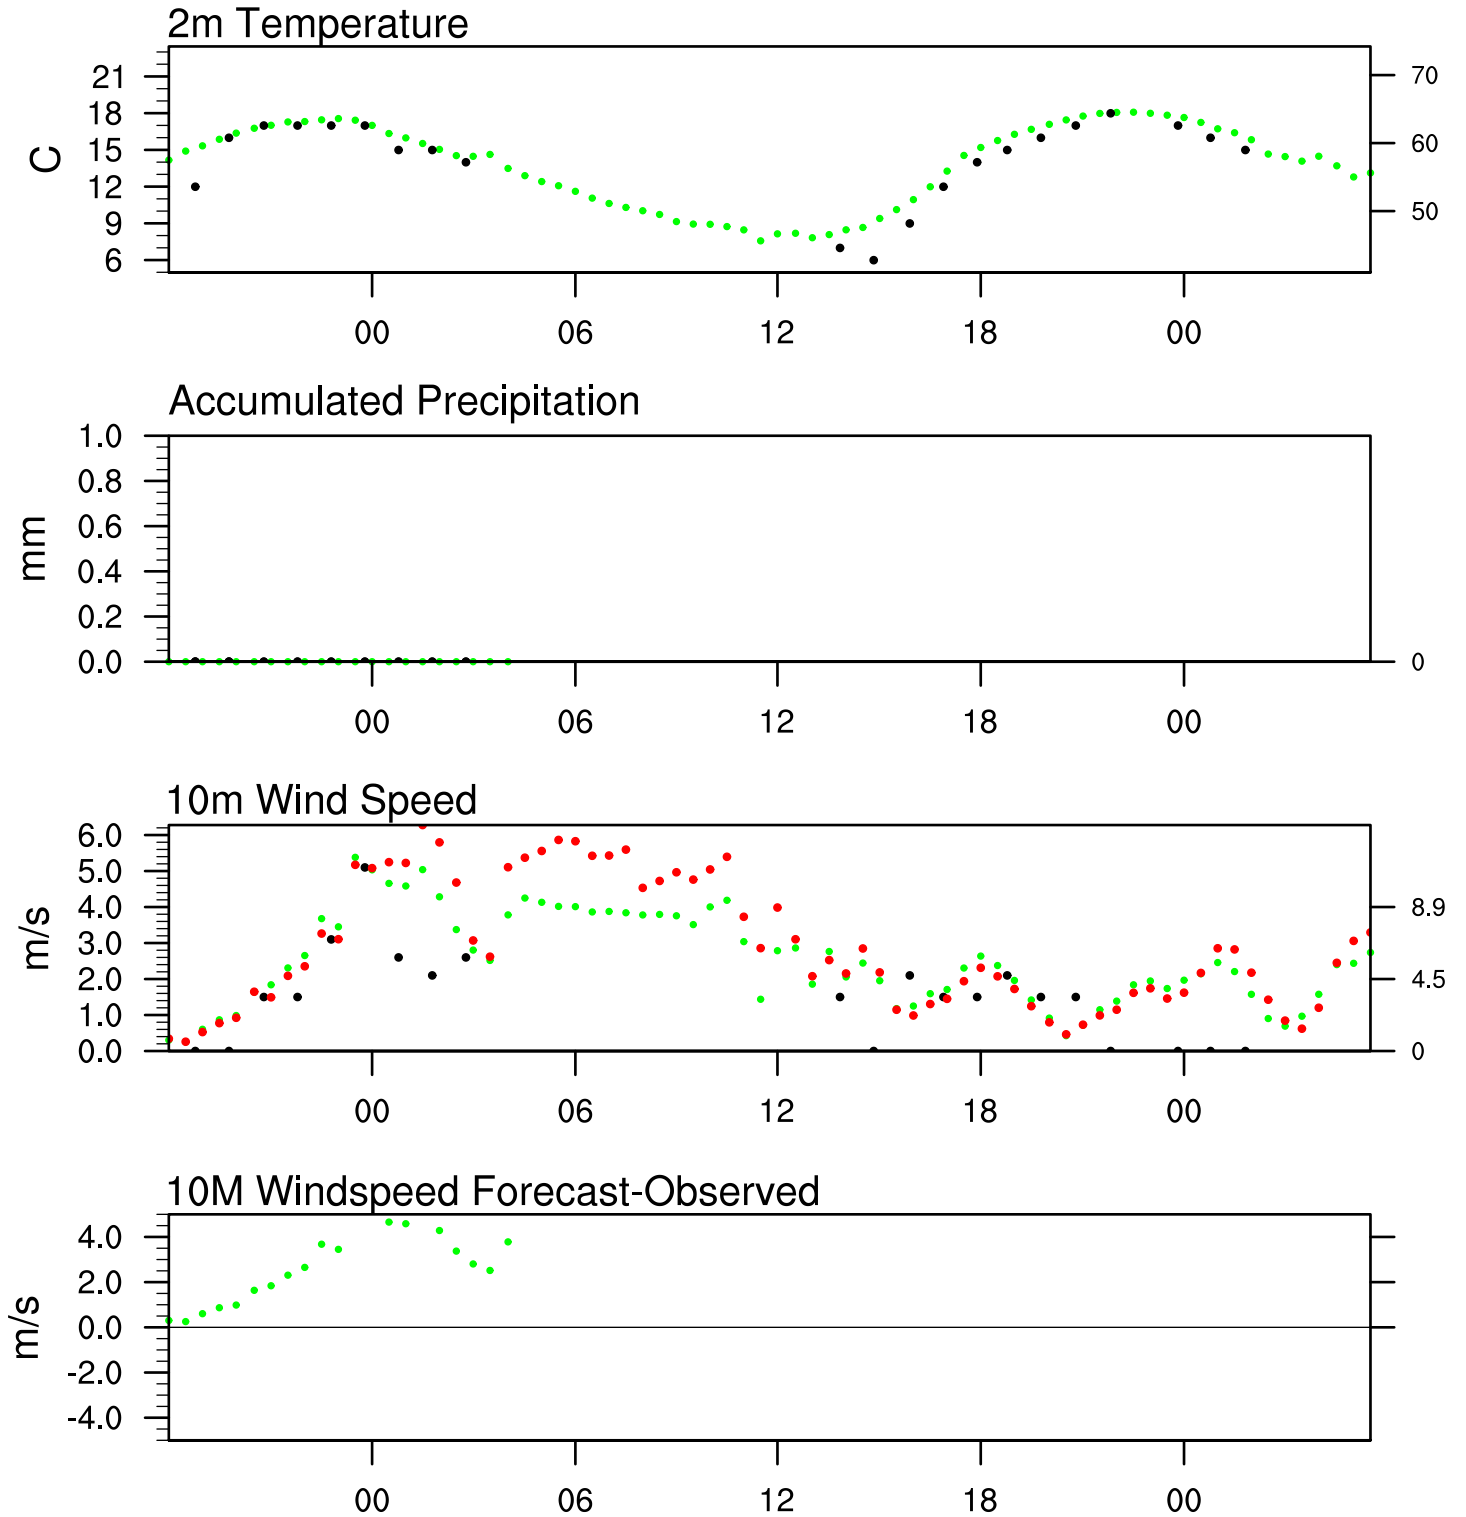 2m Temperature
21
18
15
12
9
6
C
70
60
50
00 06 12 18 00
Accumulated Precipitation
1.0
0.8
0.6
0.4
0.2
0.0
mm
0
00 06 12 18 00
10m Wind Speed
6.0
5.0
4.0
3.0
2.0
1.0
0.0
m/s
8.9
4.5
0
00 06 12 18 00
10M Windspeed Forecast-Observed
4.0
2.0
0.0
-2.0
-4.0
m/s
00 06 12 18 00